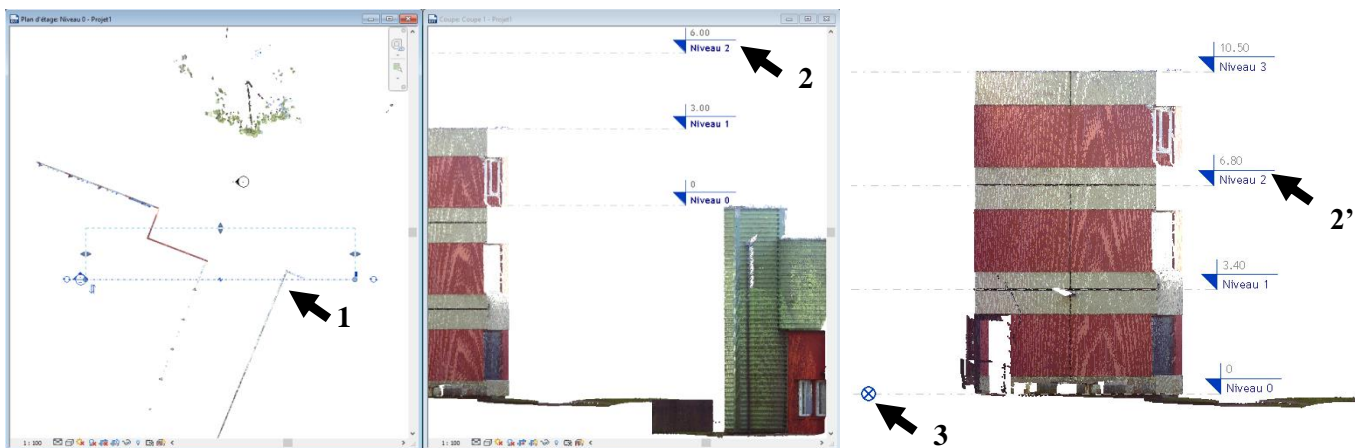 Plan d'étage: Niveau 0 - Projet1
Coupe: Coupe 1 - Projet1
6.00
Niveau 2
2
3.00
Niveau 1
0
Niveau 0
1
1 : 100
1 : 100
10.50
Niveau 3
6.80
Niveau 2
2’
3.40
Niveau 1
0
Niveau 0
3